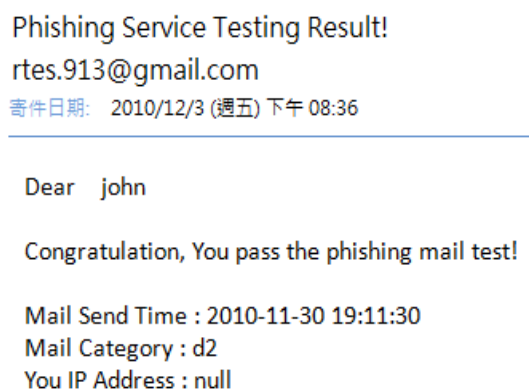 Phishing Service Testing Result!
rtes.913@gmail.com
寄件日期: 2010/12/3 (週五) 下午 08:36
Dear john
Congratulation, You pass the phishing mail test!
Mail Send Time : 2010-11-30 19:11:30
Mail Category : d2
You IP Address : null